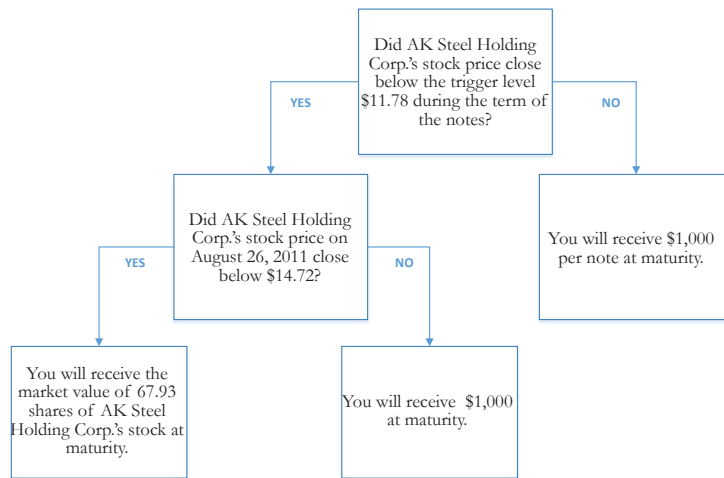 Did AK Steel Holding
Corp.'s stock price close
below the trigger level
$11.78 during the term of
the notes?
YES
NO
Did AK Steel Holding
Corp.'s stock price on
August 26, 2011 close
below $14.72?
You will receive $1,000
per note at maturity.
YES
NO
You will receive the
market value of 67.93
shares of AK Steel
Holding Corp.'s stock at
maturity.
You will receive $1,000
at maturity.